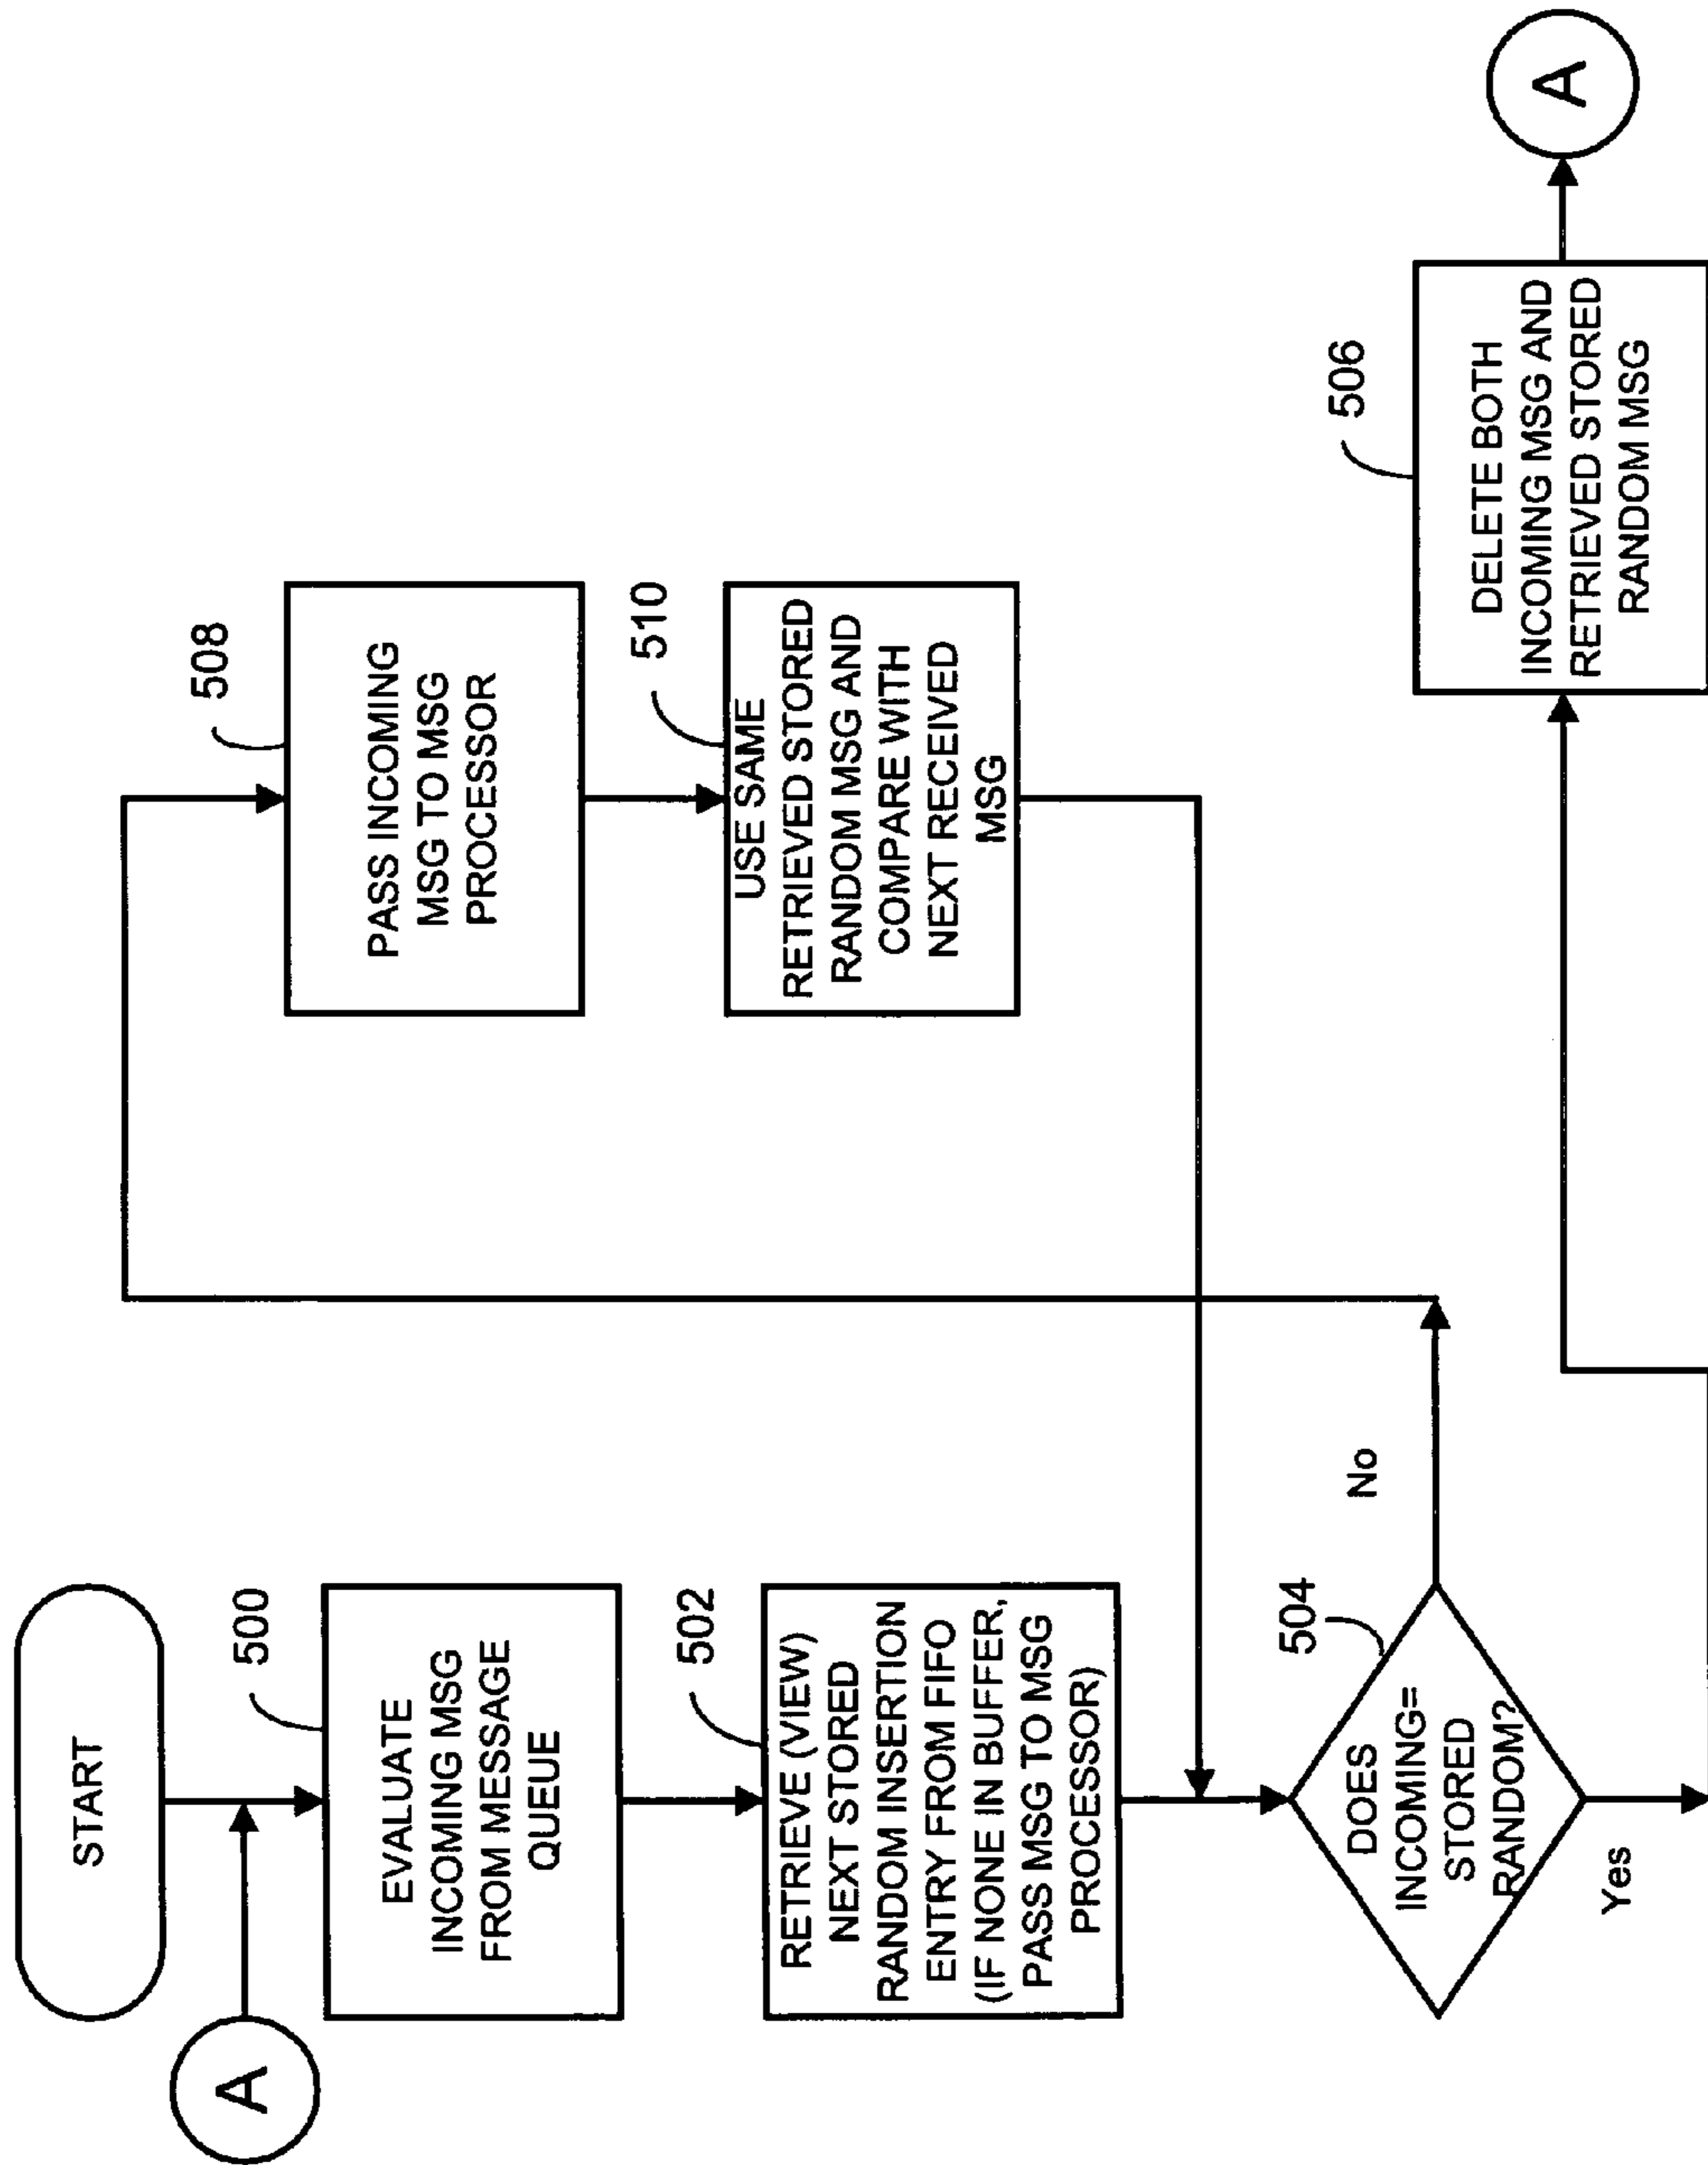 START
A
500
EVALUATE
INCOMING MSG
FROM MESSAGE
QUEUE
502
RETRIEVE (VIEW)
NEXT STORED
RANDOM INSERTION
ENTRY FROM FIFO
(IF NONE IN BUFFER,
PASS MSG TO MSG
PROCESSOR)
504
DOES
INCOMING=
STORED
RANDOM?
No
Yes
508
PASS INCOMING
MSG TO MSG
PROCESSOR
510
USE SAME
RETRIEVED STORED
RANDOM MSG AND
COMPARE WITH
NEXT RECEIVED
MSG
506
DELETE BOTH
INCOMING MSG AND
RETRIEVED STORED
RANDOM MSG
A